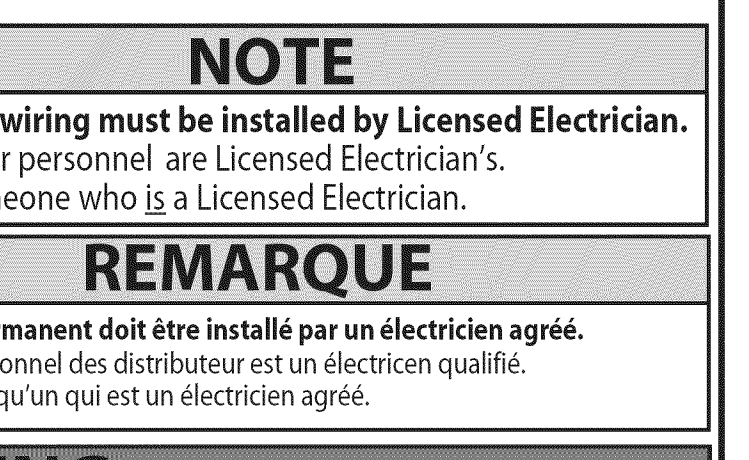 NOTE
wiring must be installed by Licensed Electrician.
r personnel are Licensed Electrician's.
eone who is a Licensed Electrician.
REMARQUE
manent doit être installé par un électricien agréé.
onnel des distributeur est un électricen qualifié.
qu'un qui est un électricien agréé.